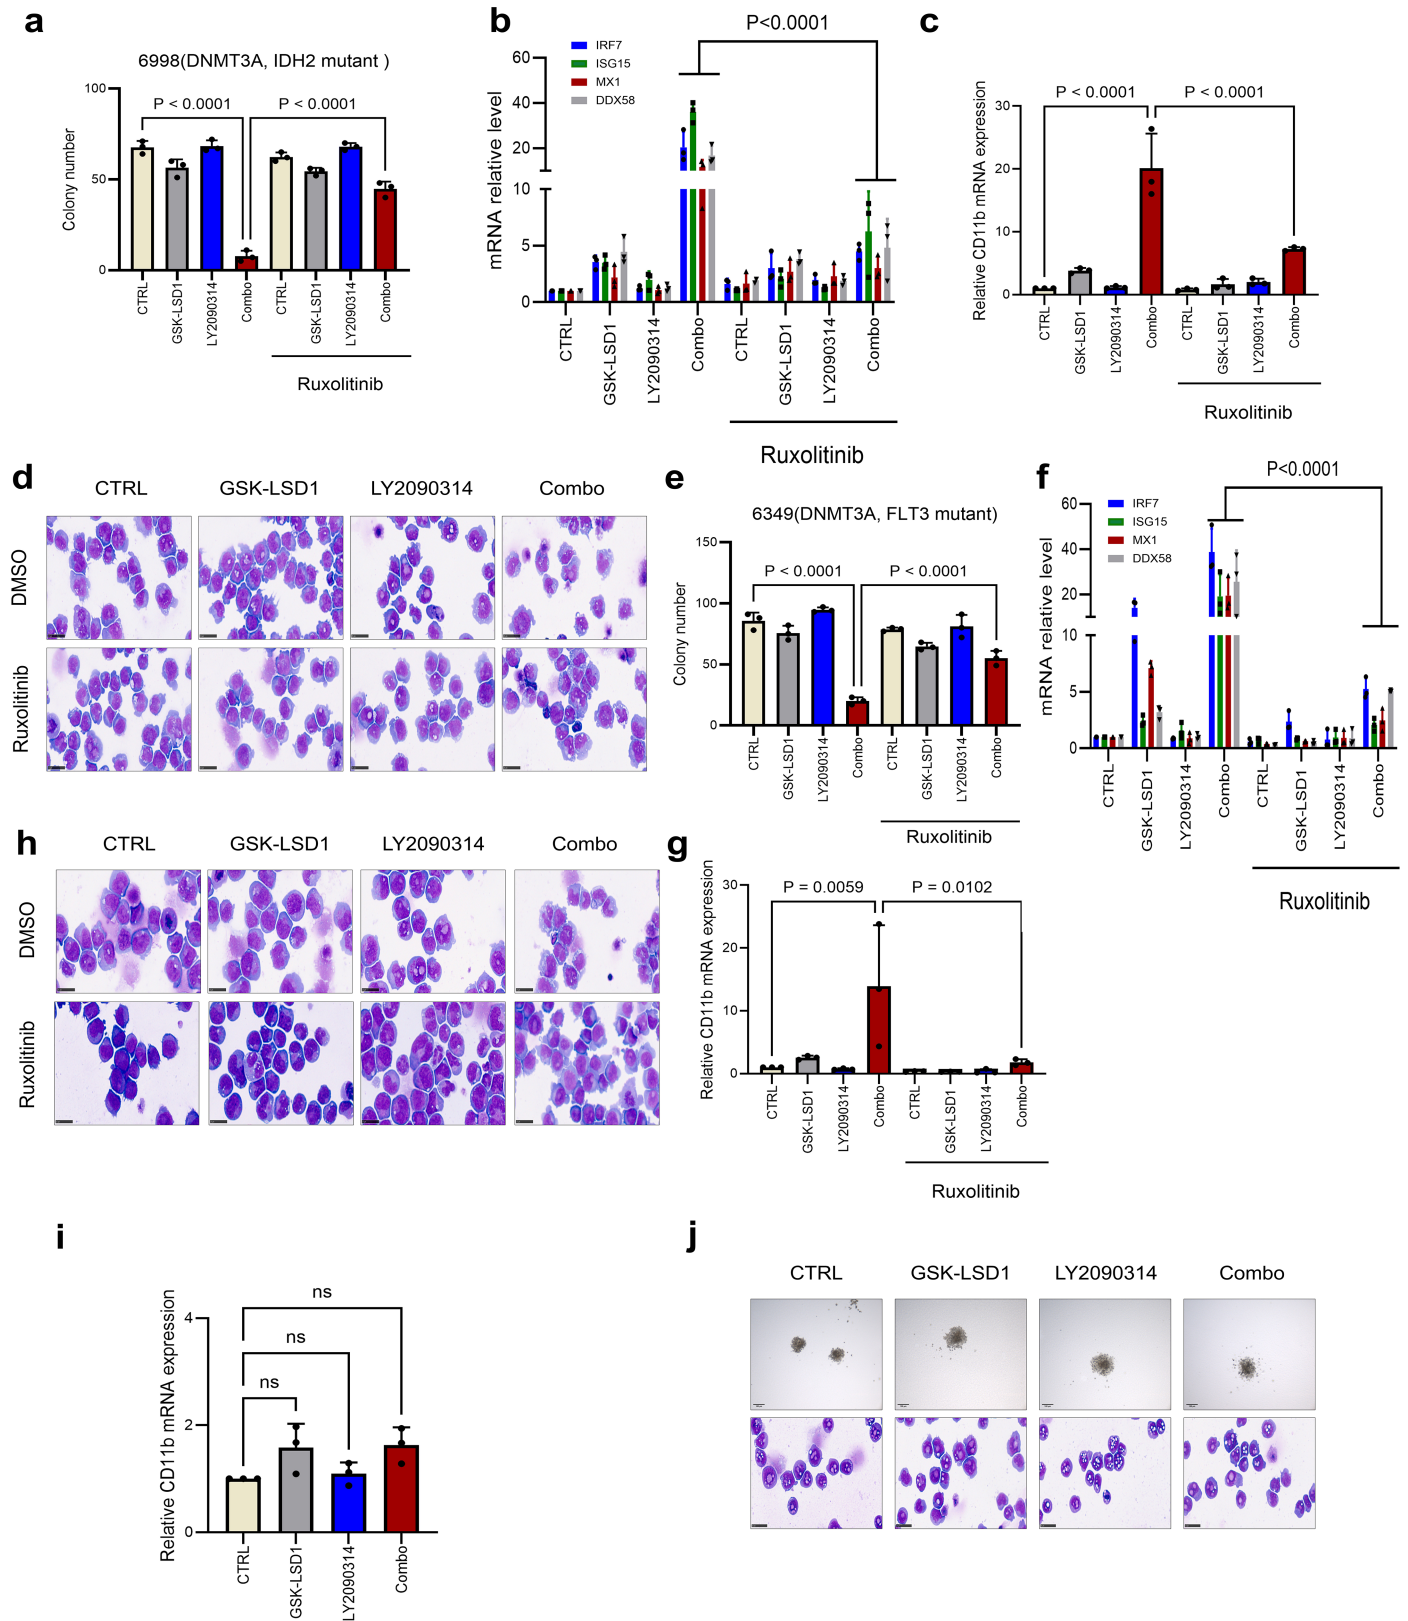 a
6998(DNMT3A, IDH2 mutant )
Colony number
100
50
0
P < 0.0001
P < 0.0001
CTRL
GSK-LSD1
LY2090314
Combo
CTRL
GSK-LSD1
LY2090314
Combo
Ruxolitinib
b
P<0.0001
IRF7
ISG15
MX1
DDX58
mRNA relative level
60
40
20
10
5
0
CTRL
GSK-LSD1
LY2090314
Combo
CTRL
GSK-LSD1
LY2090314
Combo
Ruxolitinib
c
Relative CD11b mRNA expression
30
20
10
0
P < 0.0001
P < 0.0001
CTRL
GSK-LSD1
LY2090314
Combo
CTRL
GSK-LSD1
LY2090314
Combo
Ruxolitinib
d
CTRL
GSK-LSD1
LY2090314
Combo
DMSO
Ruxolitinib
e
6349(DNMT3A, FLT3 mutant)
Colony number
150
100
50
0
P < 0.0001
P < 0.0001
CTRL
GSK-LSD1
LY2090314
Combo
CTRL
GSK-LSD1
LY2090314
Combo
Ruxolitinib
f
P<0.0001
IRF7
ISG15
MX1
DDX58
mRNA relative level
60
40
20
10
5
0
CTRL
GSK-LSD1
LY2090314
Combo
CTRL
GSK-LSD1
LY2090314
Combo
Ruxolitinib
h
CTRL
GSK-LSD1
LY2090314
Combo
DMSO
Ruxolitinib
g
Relative CD11b mRNA expression
30
20
10
0
P = 0.0059
P = 0.0102
CTRL
GSK-LSD1
LY2090314
Combo
CTRL
GSK-LSD1
LY2090314
Combo
Ruxolitinib
i
Relative CD11b mRNA expression
4
2
0
ns
ns
ns
CTRL
GSK-LSD1
LY2090314
Combo
j
CTRL
GSK-LSD1
LY2090314
Combo